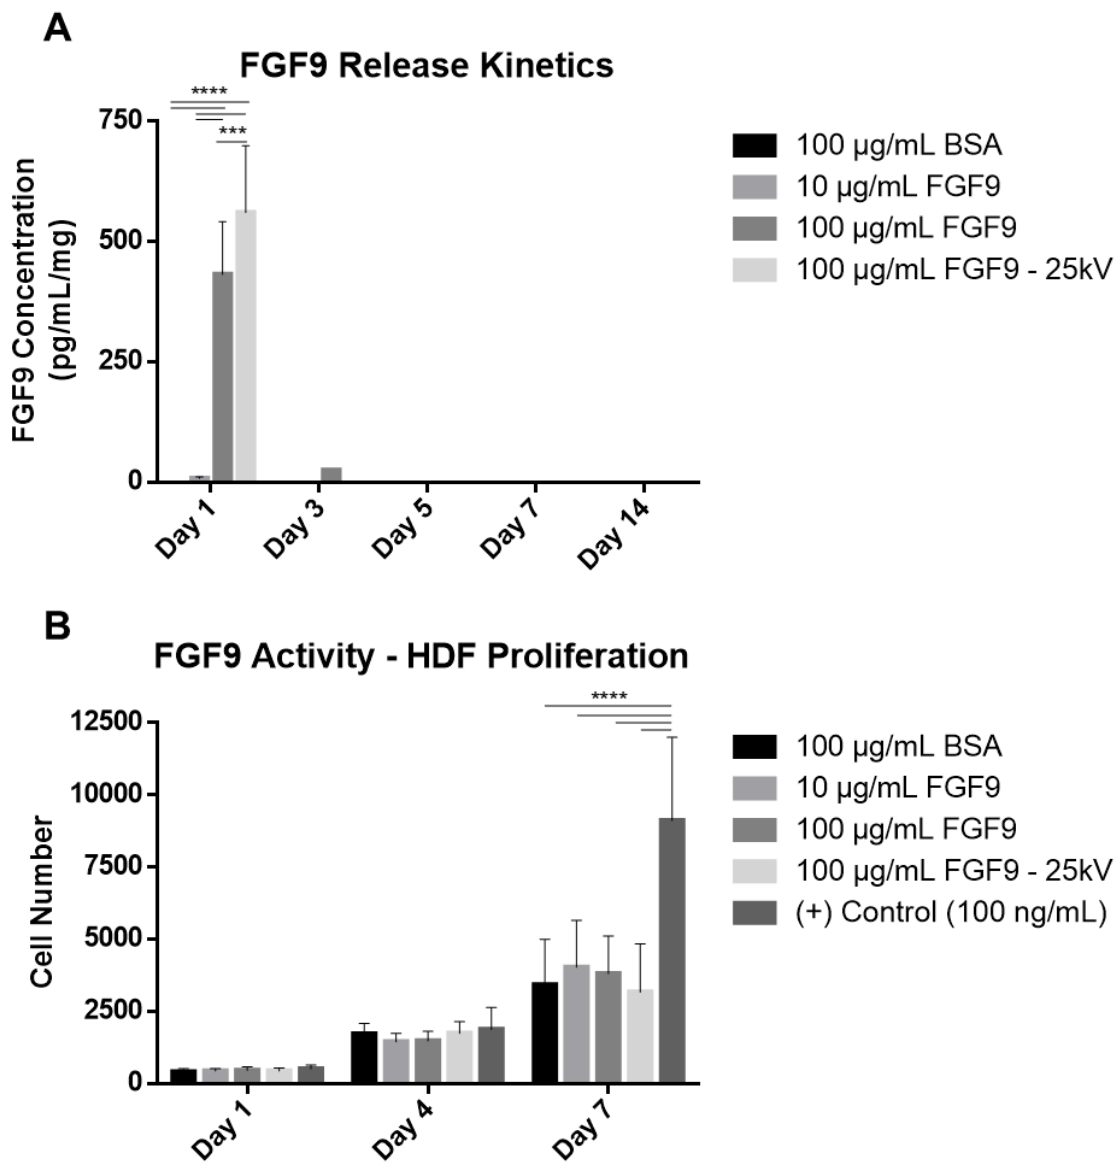 A
FGF9 Release Kinetics
****
***
FGF9 Concentration
(pg/mL/mg)
750
500
250
0
Day 1
Day 3
Day 5
Day 7
Day 14
100 µg/mL BSA
10 µg/mL FGF9
100 µg/mL FGF9
100 µg/mL FGF9 - 25kV
B
FGF9 Activity - HDF Proliferation
****
Cell Number
12500
10000
7500
5000
2500
0
Day 1
Day 4
Day 7
100 µg/mL BSA
10 µg/mL FGF9
100 µg/mL FGF9
100 µg/mL FGF9 - 25kV
(+) Control (100 ng/mL)